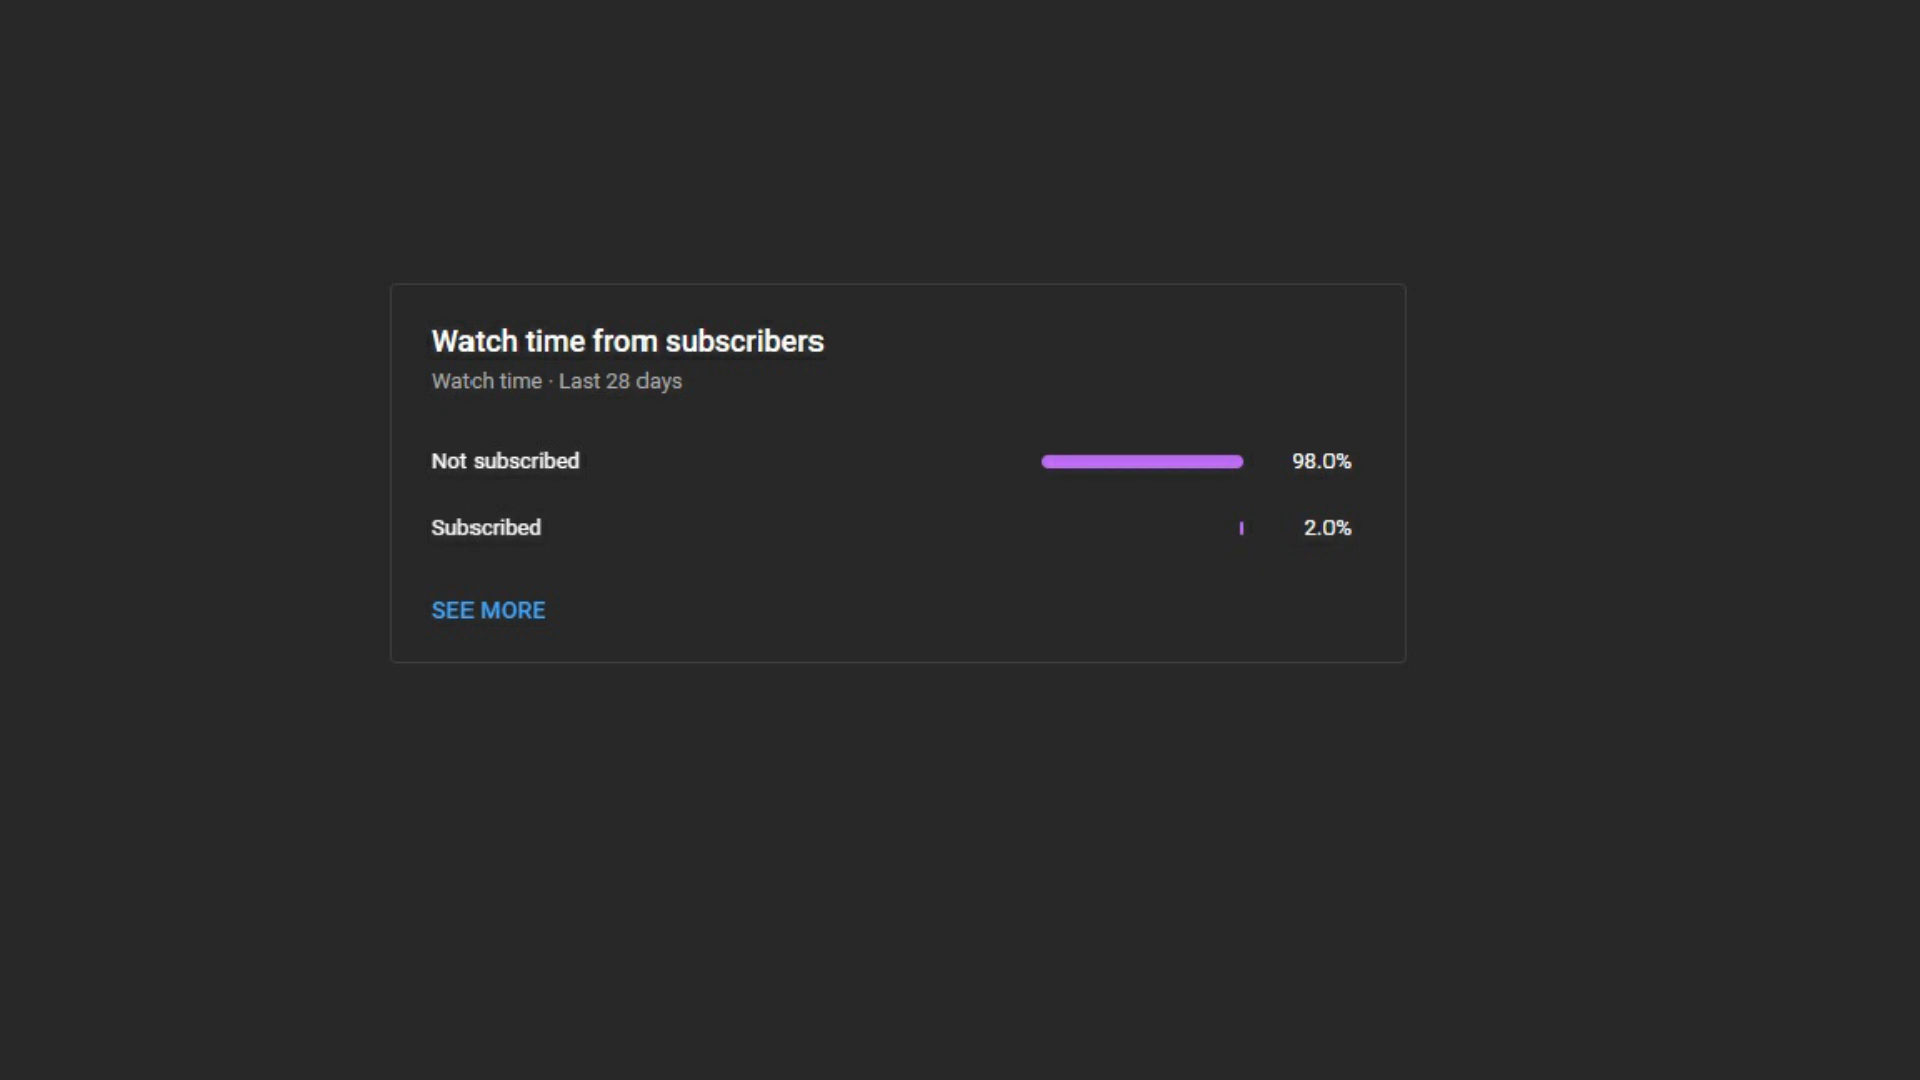 Watch time from subscribers
Watch time · Last 28 days
Not subscribed 98.0%
Subscribed 2.0%
SEE MORE